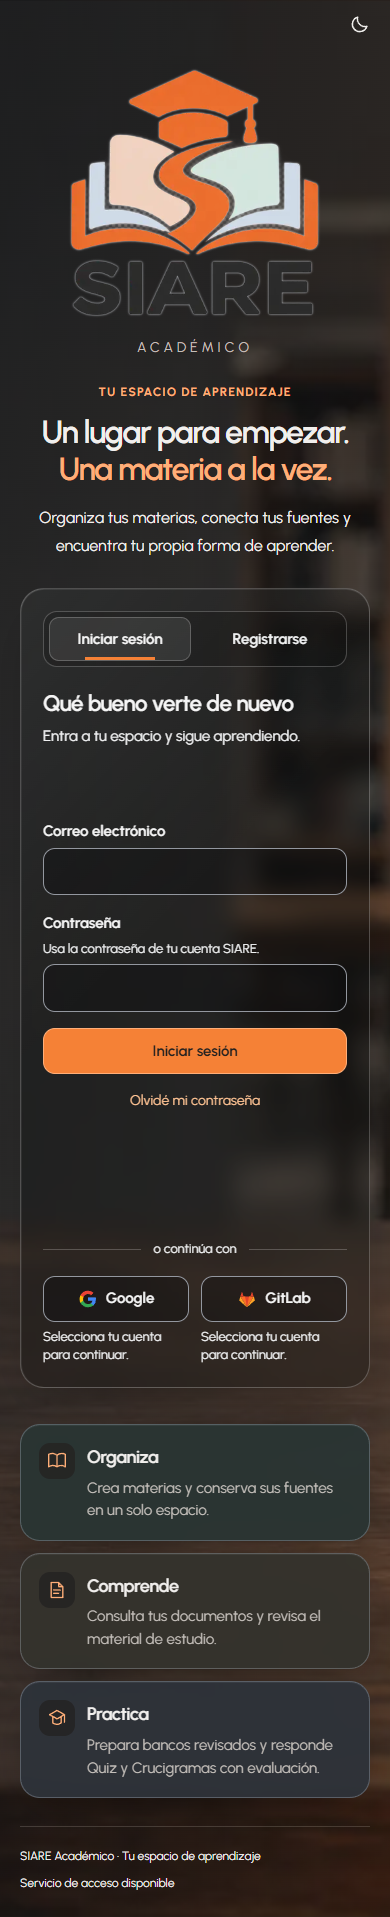 SIARE
ACADÉMICO
TU ESPACIO DE APRENDIZAJE
Un lugar para empezar.
Una materia a la vez.
Organiza tus materias, conecta tus fuentes y
encuentra tu propia forma de aprender.
Iniciar sesión
Registrarse
Qué bueno verte de nuevo
Entra a tu espacio y sigue aprendiendo.
Correo electrónico
Contraseña
Usa la contraseña de tu cuenta SIARE.
Iniciar sesión
Olvidé mi contraseña
o continúa con
Google
Selecciona tu cuenta
para continuar.
GitLab
Selecciona tu cuenta
para continuar.
Organiza
Crea materias y conserva sus fuentes
en un solo espacio.
Comprende
Consulta tus documentos y revisa el
material de estudio.
Practica
Prepara bancos revisados y responde
Quiz y Crucigramas con evaluación.
SIARE Académico · Tu espacio de aprendizaje
Servicio de acceso disponible